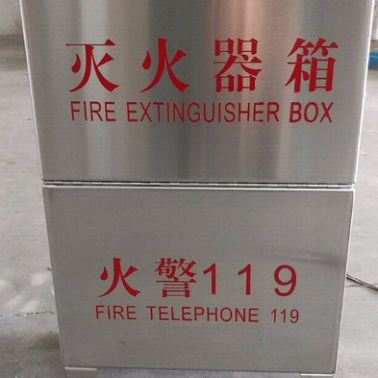 灭火器箱
FIRE EXTINGUISHER BOX
火警119
FIRE TELEPHONE 119